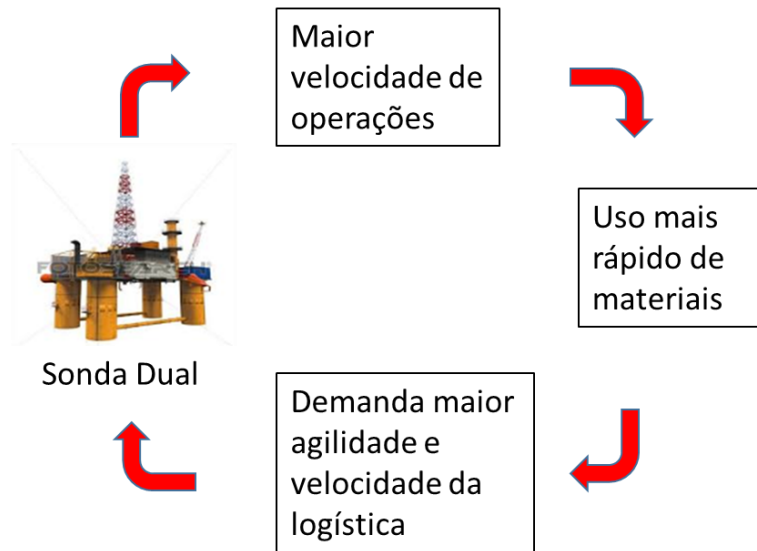 Maior
velocidade de
operações
Uso mais
rápido de
materiais
Sonda Dual
Demanda maior
agilidade e
velocidade da
logística